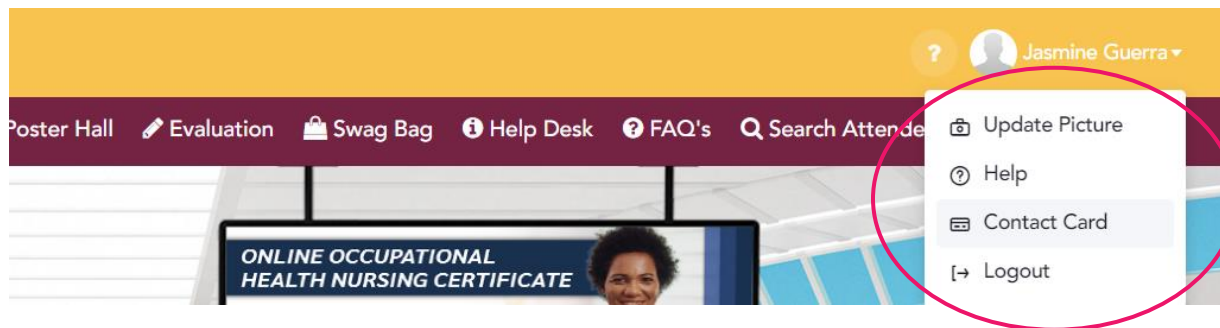 ? Jasmine Guerra
Poster Hall Evaluation Swag Bag Help Desk FAQ's Search Attende
Update Picture
Help
Contact Card
Logout
ONLINE OCCUPATIONAL
HEALTH NURSING CERTIFICATE